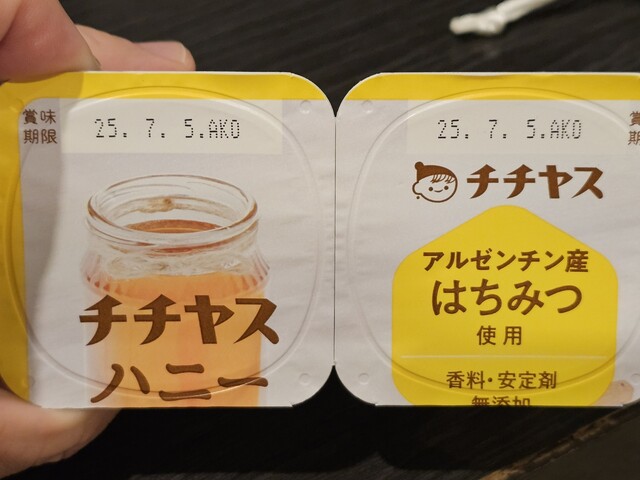 賞味
期限
25. 7. 5.AKO
チチヤス
ハニー
25. 7. 5.AKO
賞
期
チチヤス
アルゼンチン産
はちみつ
使用
香料・安定剤
無添加